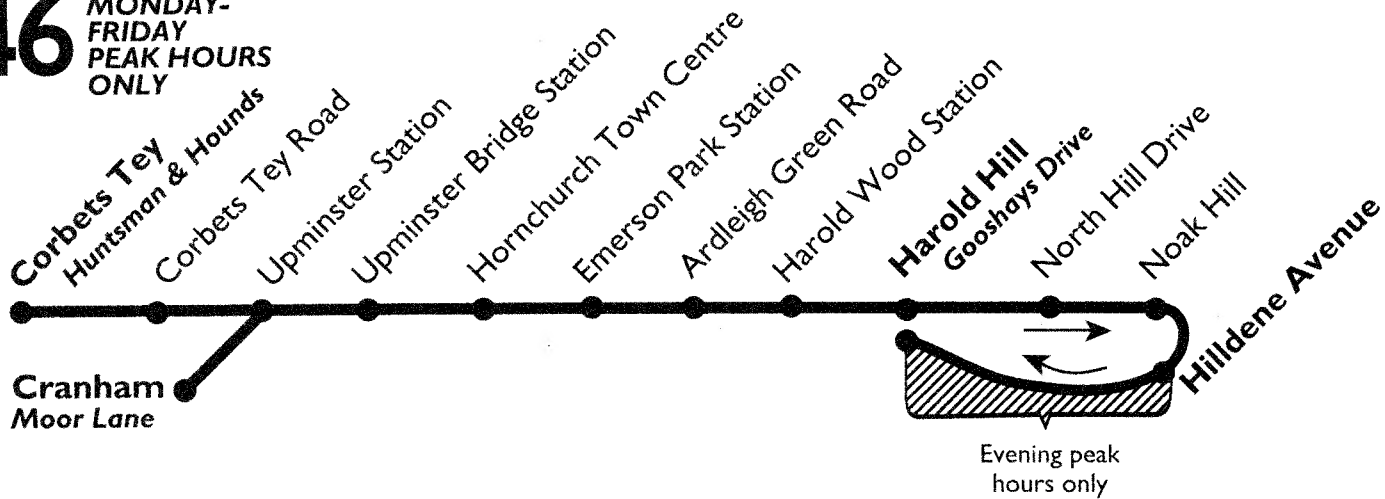 46
MONDAY-
FRIDAY
PEAK HOURS
ONLY
Corbets Tey
Huntsman & Hounds
Corbets Tey Road
Upminster Station
Upminster Bridge Station
Hornchurch Town Centre
Emerson Park Station
Ardleigh Green Road
Harold Wood Station
Harold Hill
Gooshays Drive
North Hill Drive
Noak Hill
Hilldene Avenue
Cranham
Moor Lane
Evening peak
hours only